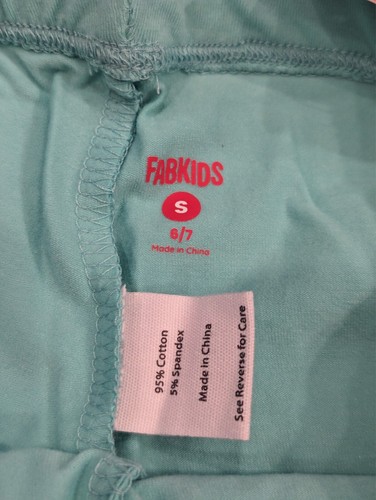 FABKIDS
S
6/7
Made in China
95% Cotton
5% Spandex
Made in China
See Reverse for Care